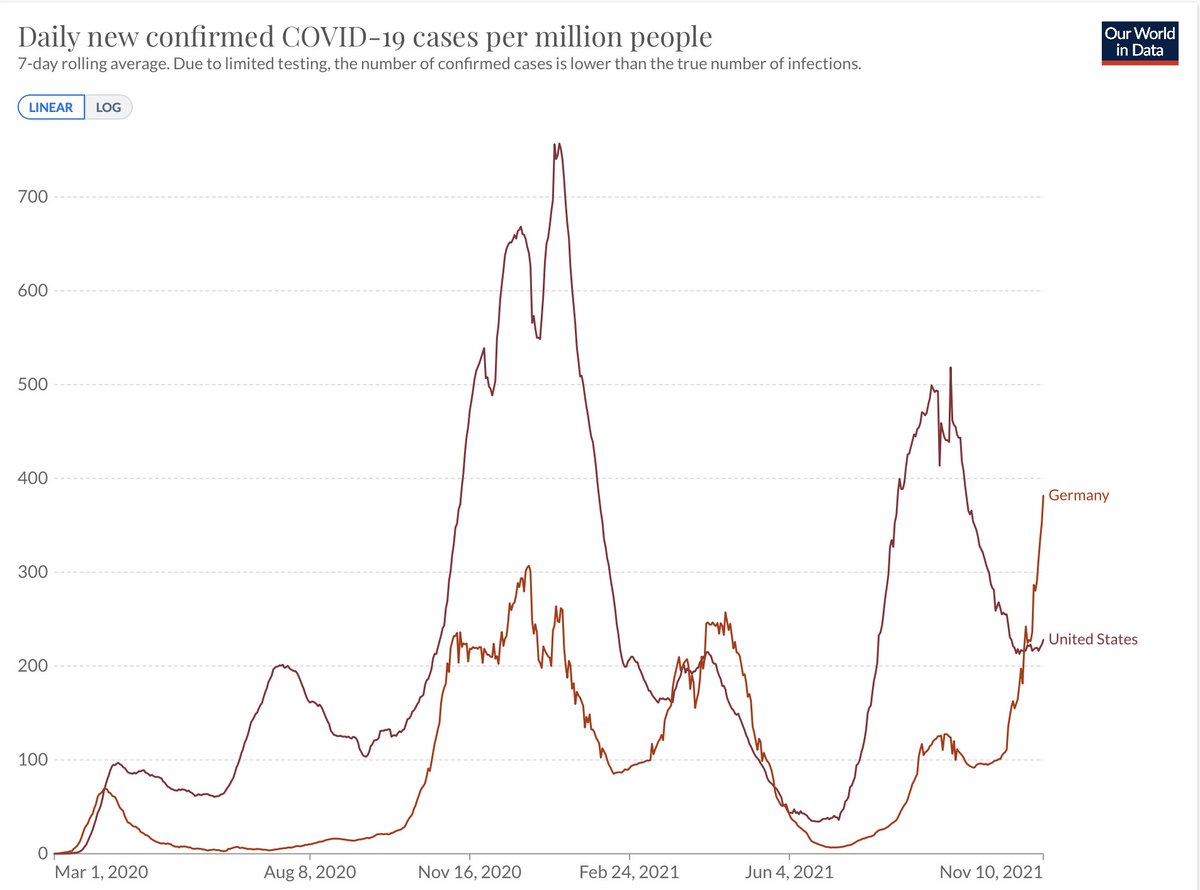 Daily new confirmed COVID-19 cases per million people
7-day rolling average. Due to limited testing, the number of confirmed cases is lower than the true number of infections.
Our World
in Data
LINEAR LOG
700
600
500
400
300
200
100
0
Germany
United States
Mar 1, 2020 Aug 8, 2020 Nov 16, 2020 Feb 24, 2021 Jun 4, 2021 Nov 10, 2021